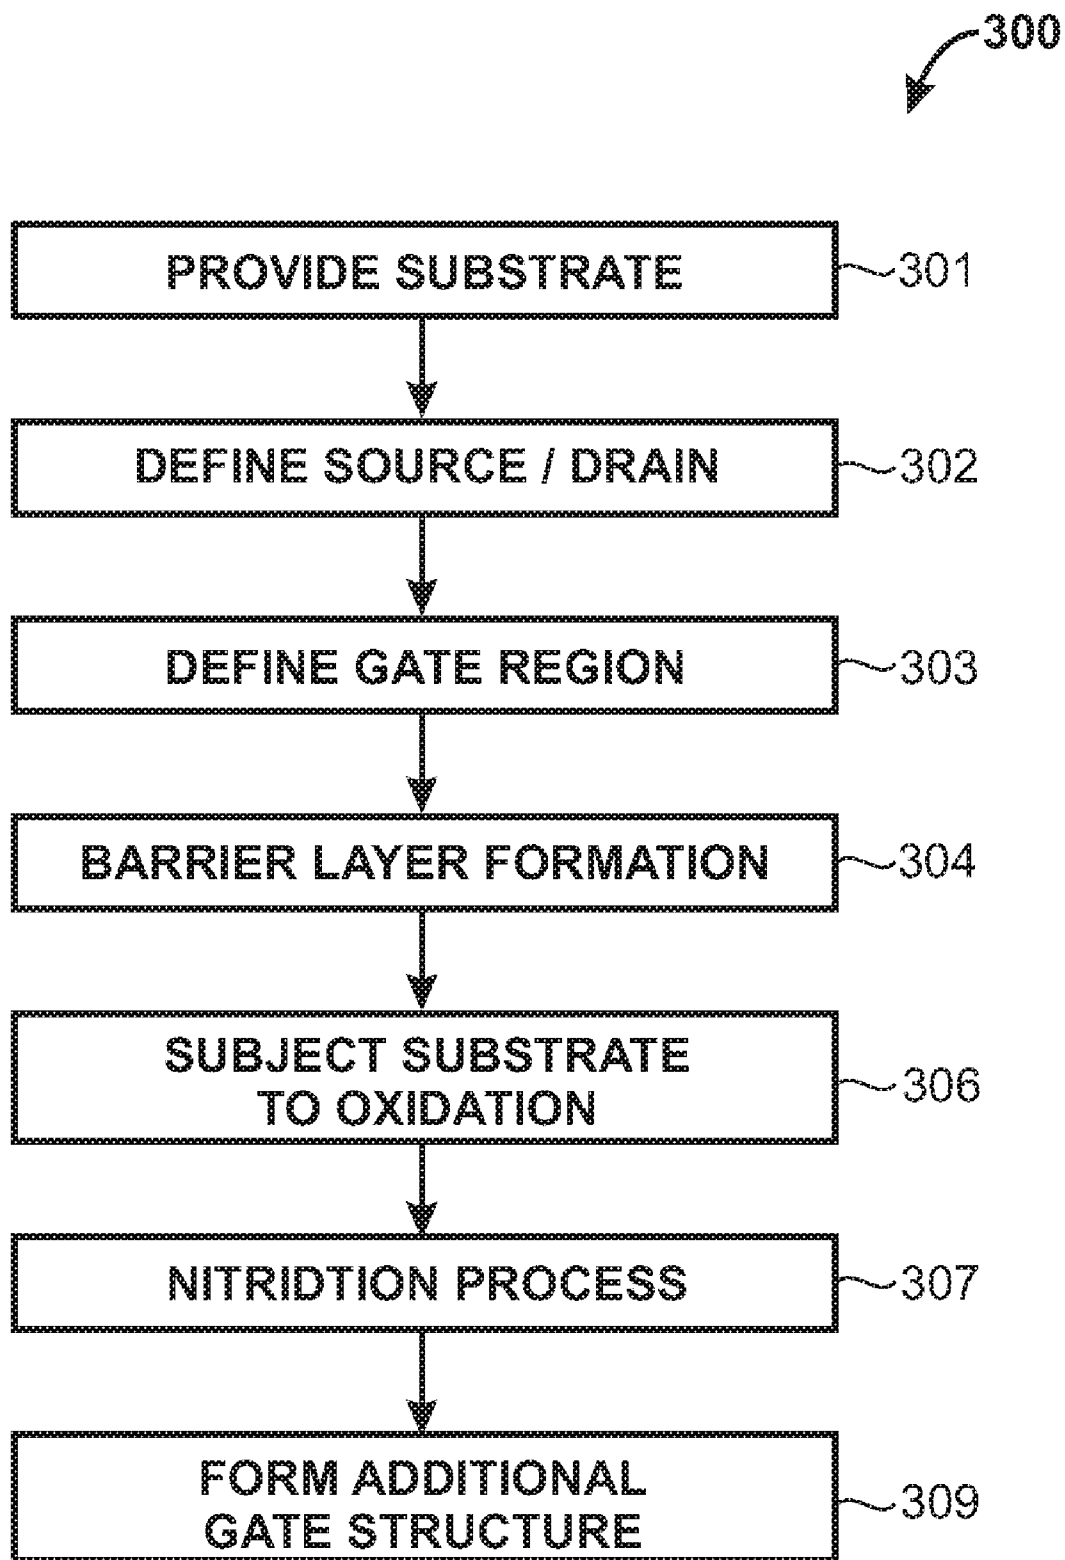 300
PROVIDE SUBSTRATE
301
DEFINE SOURCE / DRAIN
302
DEFINE GATE REGION
303
BARRIER LAYER FORMATION
304
SUBJECT SUBSTRATE
TO OXIDATION
306
NITRIDTION PROCESS
307
FORM ADDITIONAL
GATE STRUCTURE
309